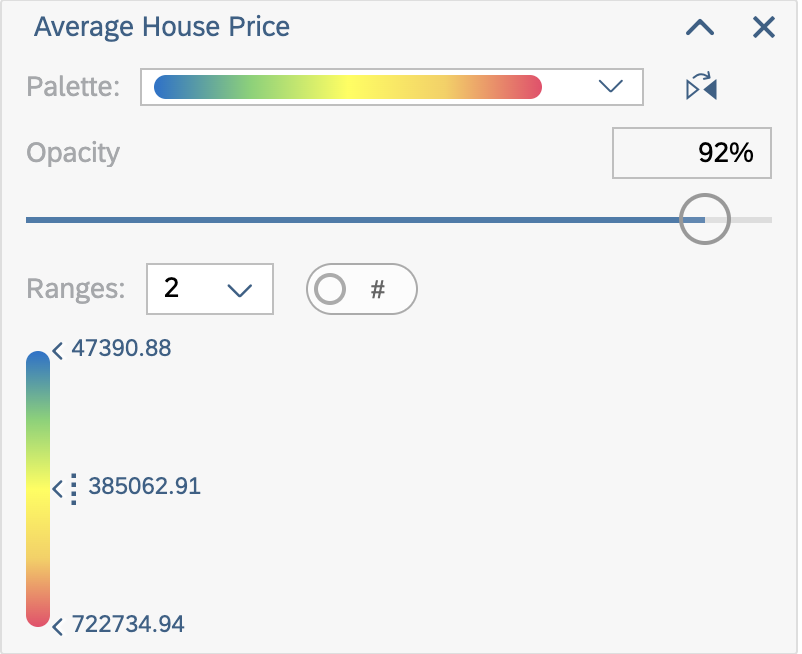 Average House Price
Palette:
Opacity
92%
Ranges: 2 #
47390.88
385062.91
722734.94